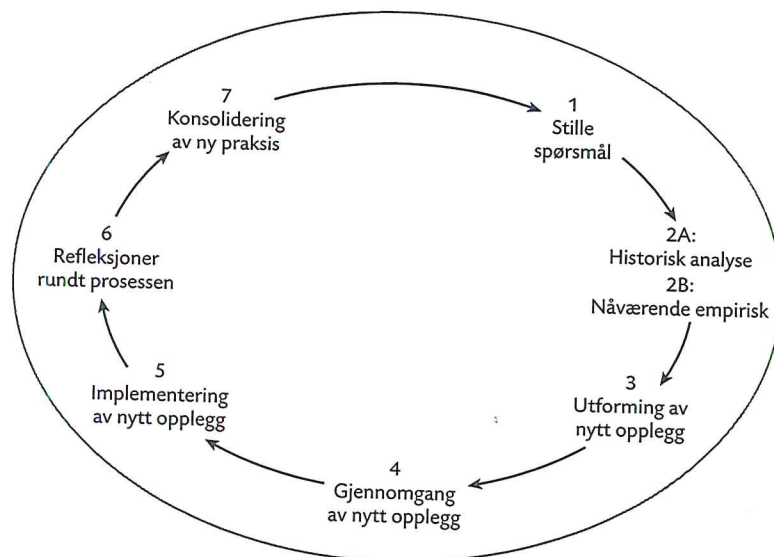 1
Stille
spørsmål
2A:
Historisk analyse
2B:
Nåværende empirisk
3
Utforming av
nytt opplegg
4
Gjennomgang
av nytt opplegg
5
Implementering
av nytt opplegg
6
Refleksjoner
rundt prosessen
7
Konsolidering
av ny praksis